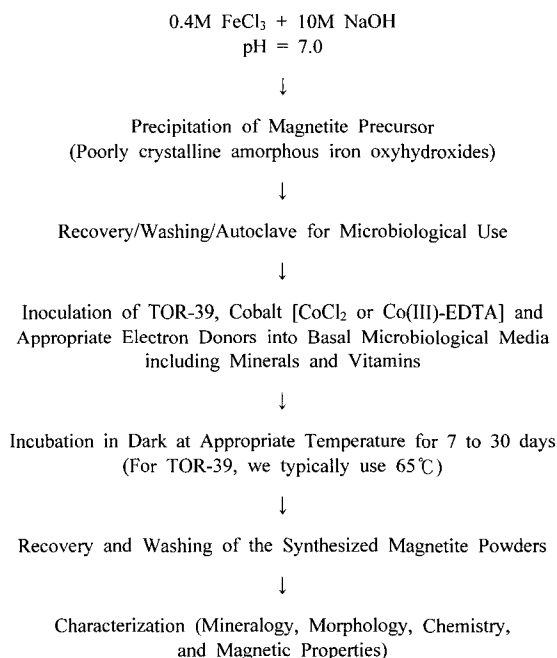 0.4M FeCl₃ + 10M NaOH
pH = 7.0
↓
Precipitation of Magnetite Precursor
(Poorly crystalline amorphous iron oxyhydroxides)
↓
Recovery/Washing/Autoclave for Microbiological Use
↓
Inoculation of TOR-39, Cobalt [CoCl₂ or Co(III)-EDTA] and
Appropriate Electron Donors into Basal Microbiological Media
including Minerals and Vitamins
↓
Incubation in Dark at Appropriate Temperature for 7 to 30 days
(For TOR-39, we typically use 65℃)
↓
Recovery and Washing of the Synthesized Magnetite Powders
↓
Characterization (Mineralogy, Morphology, Chemistry,
and Magnetic Properties)